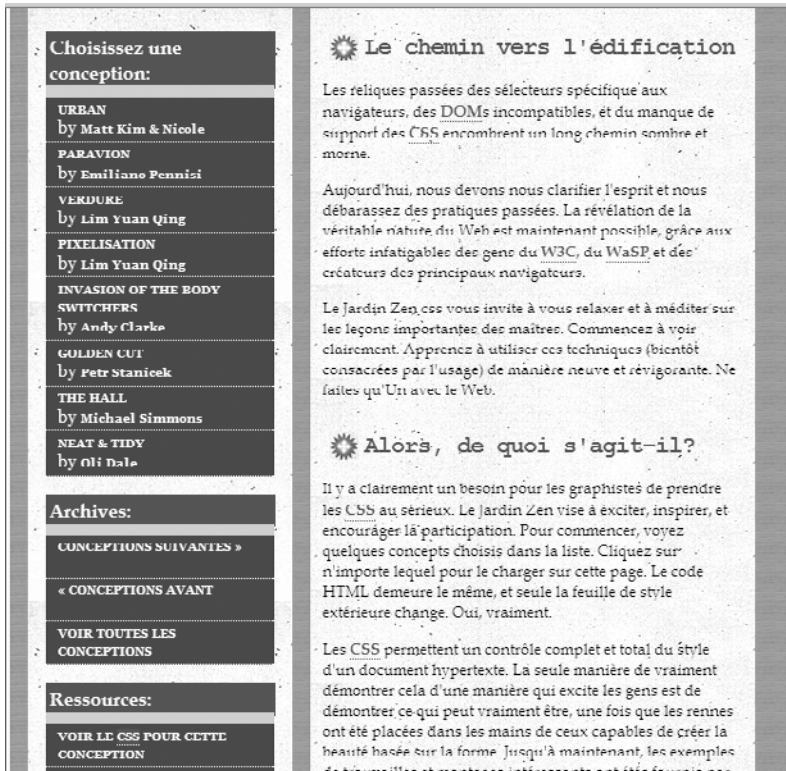 Choisissez une
conception:
URBAN
by Matt Kim & Nicole
PARAVION
by Emiliano Pennisi
VERDURE
by Lim Yuan Qing
PIXELISATION
by Lim Yuan Qing
INVASION OF THE BODY
SWITCHERS
by Andy Clarke
GOLDEN CUT
by Petr Stanicek
THE HALL
by Michael Simmons
NEAT & TIDY
by Oli Dale
Archives:
CONCEPTIONS SUIVANTES »
« CONCEPTIONS AVANT
VOIR TOUTES LES
CONCEPTIONS
Ressources:
VOIR LE CSS POUR CETTE
CONCEPTION
Le chemin vers l'édification
Les reliques passées des sélecteurs spécifique aux
navigateurs, des DOMs incompatibles, et du manque de
support des CSS encombrent un long chemin sombre et
morne.
Aujourd'hui, nous devons nous clarifier l'esprit et nous
débarassez des pratiques passées. La révélation de la
véritable nature du Web est maintenant possible, grâce aux
efforts infatigables des gens du W3C, du WaSP et des
créateurs des principaux navigateurs.
Le Jardin Zen css vous invite à vous relaxer et à méditer sur
les leçons importantes des maîtres. Commencez à voir
clairement. Apprenez à utiliser ces techniques (bientôt
consacrées par l'usage) de manière neuve et révigorante. Ne
faites qu'Un avec le Web.
Alors, de quoi s'agit-il?
Il y a clairement un besoin pour les graphistes de prendre
les CSS au sérieux. Le Jardin Zen vise à exciter, inspirer, et
encourager la participation. Pour commencer, voyez
quelques concepts choisis dans la liste. Cliquez sur
n'importe lequel pour le charger sur cette page. Le code
HTML demeure le même, et seule la feuille de style
extérieure change. Oui, vraiment.
Les CSS permettent un contrôle complet et total du style
d'un document hypertexte. La seule manière de vraiment
démontrer cela d'une manière qui excite les gens est de
démontrer ce qui peut vraiment être, une fois que les rennes
ont été placées dans les mains de ceux capables de créer la
beauté basée sur la forme. Jusqu'à maintenant, les exemples